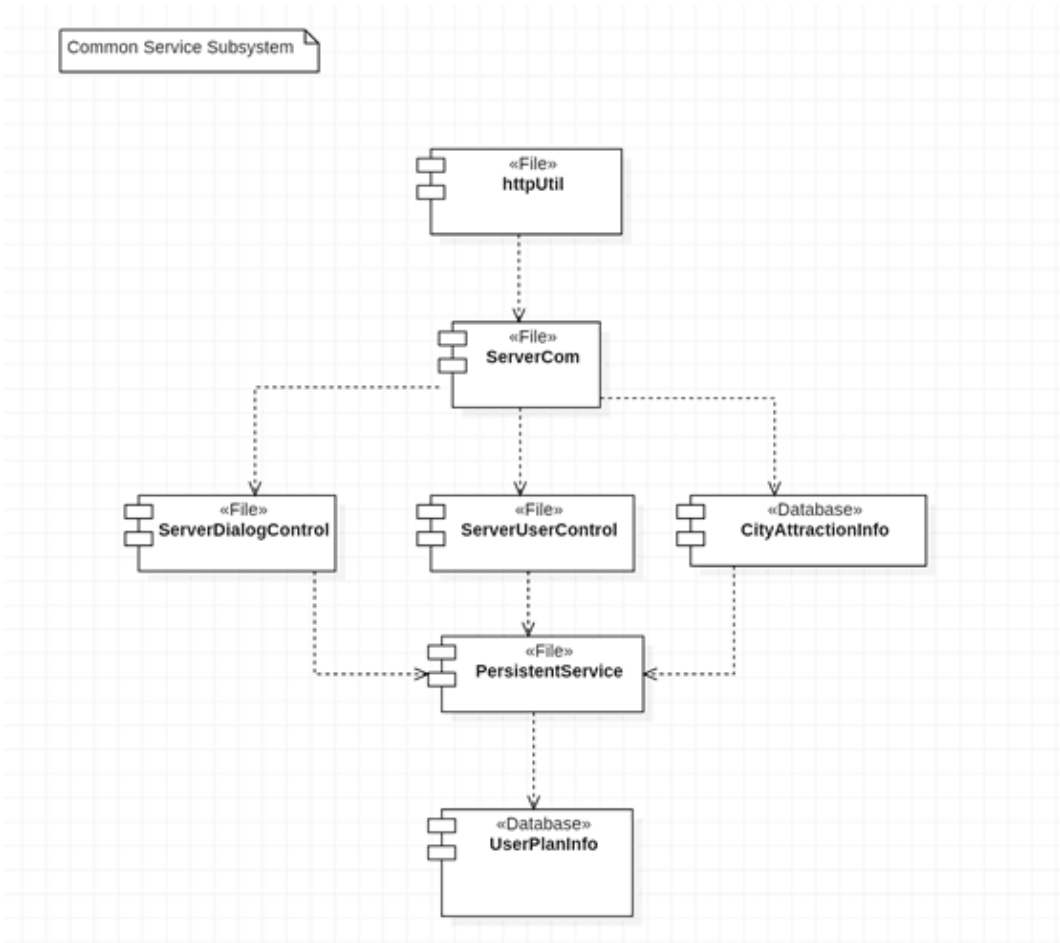 Common Service Subsystem
«File»
httpUtil
«File»
ServerCom
«File»
ServerDialogControl
«File»
ServerUserControl
«Database»
CityAttractionInfo
«File»
PersistentService
«Database»
UserPlanInfo